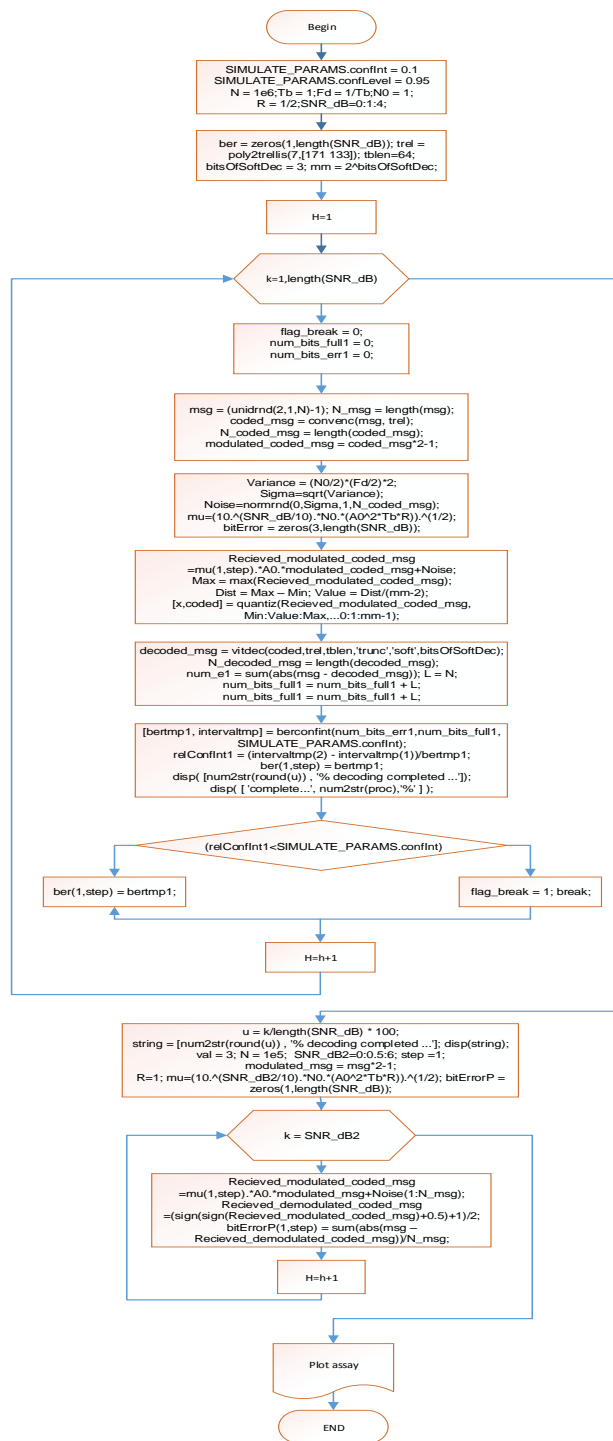 Begin
SIMULATE_PARAMS.confInt = 0.1
SIMULATE_PARAMS.confLevel = 0.95
N = 1e6;Tb = 1;Fd = 1/Tb;N0 = 1;
R = 1/2;SNR_dB=0:1:4;
ber = zeros(1,length(SNR_dB)); trel =
poly2trellis(7,[171 133]); tblen=64;
bitsOfSoftDec = 3; mm = 2^bitsOfSoftDec;
H=1
k=1,length(SNR_dB)
flag_break = 0;
num_bits_full1 = 0;
num_bits_err1 = 0;
msg = (unidrnd(2,1,N)-1); N_msg = length(msg);
coded_msg = convenc(msg, trel);
N_coded_msg = length(coded_msg);
modulated_coded_msg = coded_msg*2-1;
Variance = (N0/2)*(Fd/2)*2;
Sigma=sqrt(Variance);
Noise=normrnd(0,Sigma,1,N_coded_msg);
mu=(10.^(SNR_dB/10).*N0.*(A0^2*Tb*R)).^(1/2);
bitError = zeros(3,length(SNR_dB));
Recieved_modulated_coded_msg
=mu(1,step).*A0.*modulated_coded_msg+Noise;
Max = max(Recieved_modulated_coded_msg);
Dist = Max – Min; Value = Dist/(mm-2);
[x,coded] = quantiz(Recieved_modulated_coded_msg,
Min:Value:Max,...0:1:mm-1);
decoded_msg = vitdec(coded,trel,tblen,'trunc','soft',bitsOfSoftDec);
N_decoded_msg = length(decoded_msg);
num_e1 = sum(abs(msg - decoded_msg)); L = N;
num_bits_full1 = num_bits_full1 + L;
num_bits_full1 = num_bits_full1 + L;
[bertmp1, intervaltmp] = berconfint(num_bits_err1,num_bits_full1,
SIMULATE_PARAMS.confInt);
relConfInt1 = (intervaltmp(2) - intervaltmp(1))/bertmp1;
ber(1,step) = bertmp1;
disp( [num2str(round(u)) , '% decoding completed ...']);
disp( [ 'complete...', num2str(proc),'%' ] );
(relConfInt1<SIMULATE_PARAMS.confInt)
ber(1,step) = bertmp1;
flag_break = 1; break;
H=h+1
u = k/length(SNR_dB) * 100;
string = [num2str(round(u)) , '% decoding completed ...']; disp(string);
val = 3; N = 1e5; SNR_dB2=0:0.5:6; step =1;
modulated_msg = msg*2-1;
R=1; mu=(10.^(SNR_dB2/10).*N0.*(A0^2*Tb*R)).^(1/2); bitErrorP =
zeros(1,length(SNR_dB));
k = SNR_dB2
Recieved_modulated_coded_msg
=mu(1,step).*A0.*modulated_msg+Noise(1:N_msg);
Recieved_demodulated_coded_msg
=(sign(sign(Recieved_modulated_coded_msg)+0.5)+1)/2;
bitErrorP(1,step) = sum(abs(msg –
Recieved_demodulated_coded_msg))/N_msg;
H=h+1
Plot assay
END